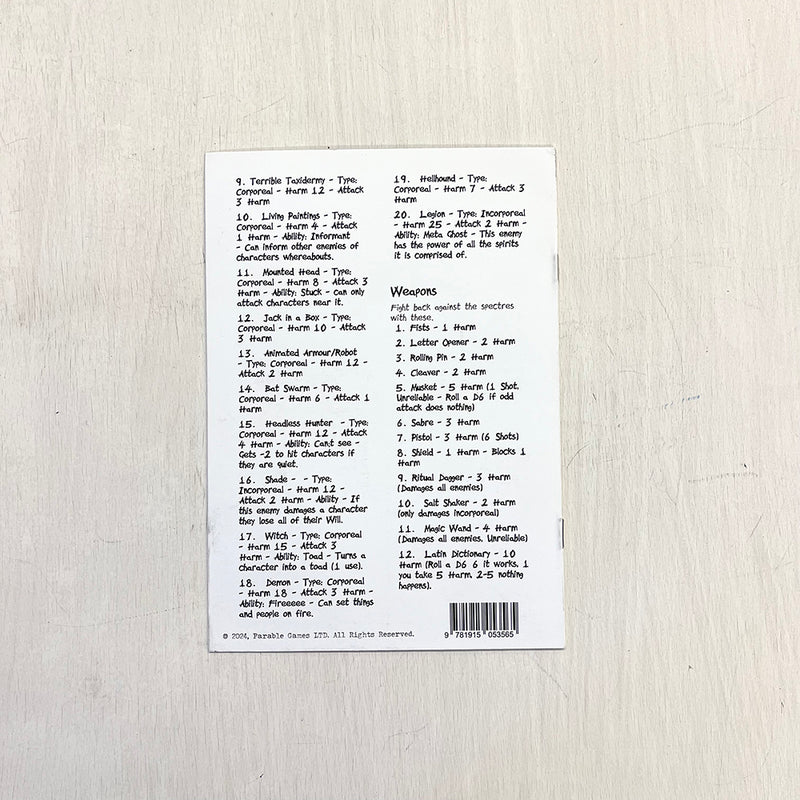 9. Terrible Taxidermy - Type:
Corporeal - Harm 12 - Attack
3 Harm
10. Living Paintings - Type:
Corporeal - Harm 4 - Attack
1 Harm - Ability: Informant
- Can inform other enemies of
characters whereabouts.
11. Mounted Head - Type:
Corporeal - Harm 8 - Attack 3
Harm - Ability: Stuck - can only
attack characters near it.
12. Jack in a Box - Type:
Corporeal - Harm 10 - Attack
3 Harm
13. Animated Armour/Robot
- Type: Corporeal - Harm 12 -
Attack 2 Harm
14. Bat Swarm - Type:
Corporeal - Harm 6 - Attack 1
Harm
15. Headless Hunter - Type:
Corporeal - Harm 12 - Attack
4 Harm - Ability: Can;t see -
Gets -2 to hit characters if
they are quiet.
16. Shade - - Type:
Incorporeal - Harm 12 -
Attack 2 Harm - Ability - If
this enemy damages a character
they lose all of their Will.
17. Witch - Type: Corporeal
- Harm 15 - Attack 3
Harm - Ability: Toad - Turns a
character into a toad (1 use).
18. Demon - Type: Corporeal
- Harm 18 - Attack 3 Harm -
Ability: Fireeeee - Can set things
and people on fire.
19. Hellhound - Type:
Corporeal - Harm 7 - Attack 3
Harm
20. Legion - Type: Incorporeal
- Harm 25 - Attack 2 Harm -
Ability: Meta Ghost - This enemy
has the power of all the spirits
it is comprised of.
Weapons
Fight back against the spectres
with these.
1. Fists - 1 Harm
2. Letter Opener - 2 Harm
3. Rolling Pin - 2 Harm
4. Cleaver - 2 Harm
5. Musket - 5 Harm (1 Shot,
Unreliable - Roll a D6 if odd
attack does nothing)
6. Sabre - 3 Harm
7. Pistol - 3 Harm (6 Shots)
8. Shield - 1 Harm - Blocks 1
Harm
9. Ritual Dagger - 3 Harm
(Damages all enemies)
10. Salt Shaker - 2 Harm
(only damages incorporeal)
11. Magic Wand - 4 Harm
(Damages all enemies, Unreliable)
12. Latin Dictionary - 10
Harm (Roll a D6 6 it works, 1
you take 5 Harm, 2-5 nothing
happens).
© 2024, Parable Games LTD. All Rights Reserved.
9 781915 053565